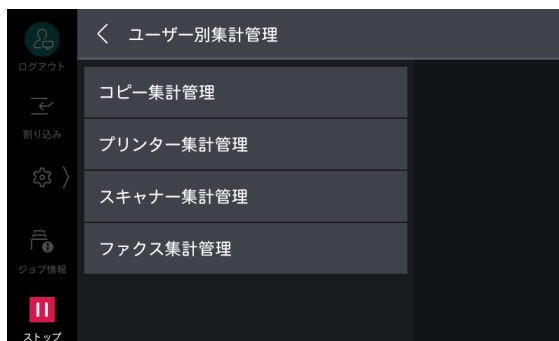 ユーザー別集計管理
ログアウト
コピー集計管理
割り込み
プリンター集計管理
スキャナー集計管理
ファクス集計管理
ジョブ情報
ストップ